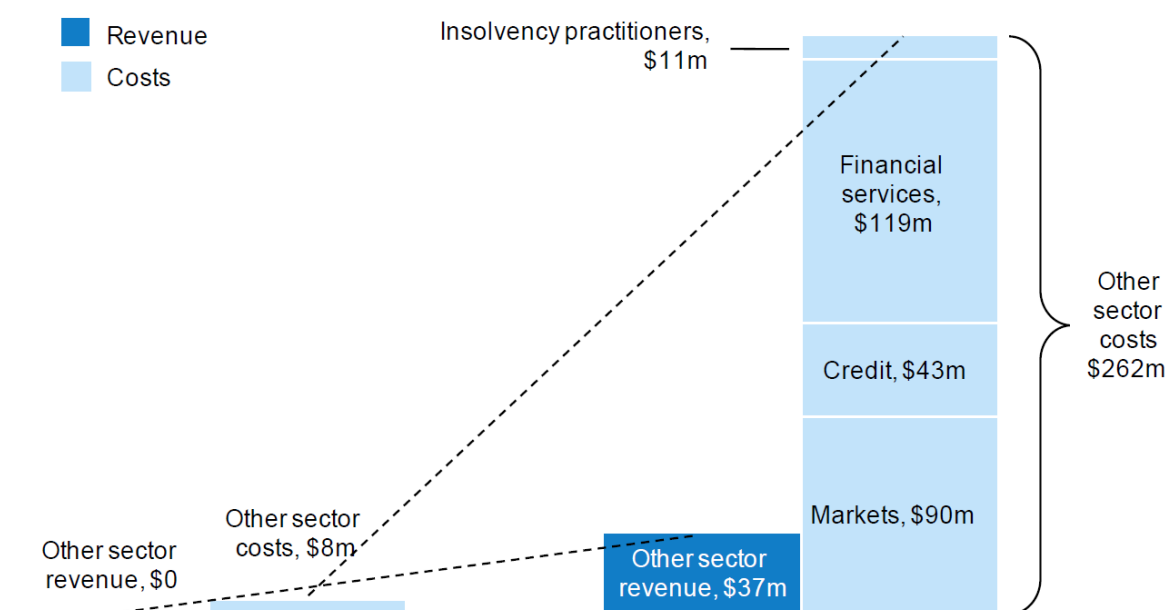 Revenue
Costs
Insolvency practitioners,
$11m
Financial
services,
$119m
Other
sector
costs
$262m
Credit, $43m
Markets, $90m
Other sector
costs, $8m
Other sector
revenue, $0
Other sector
revenue, $37m